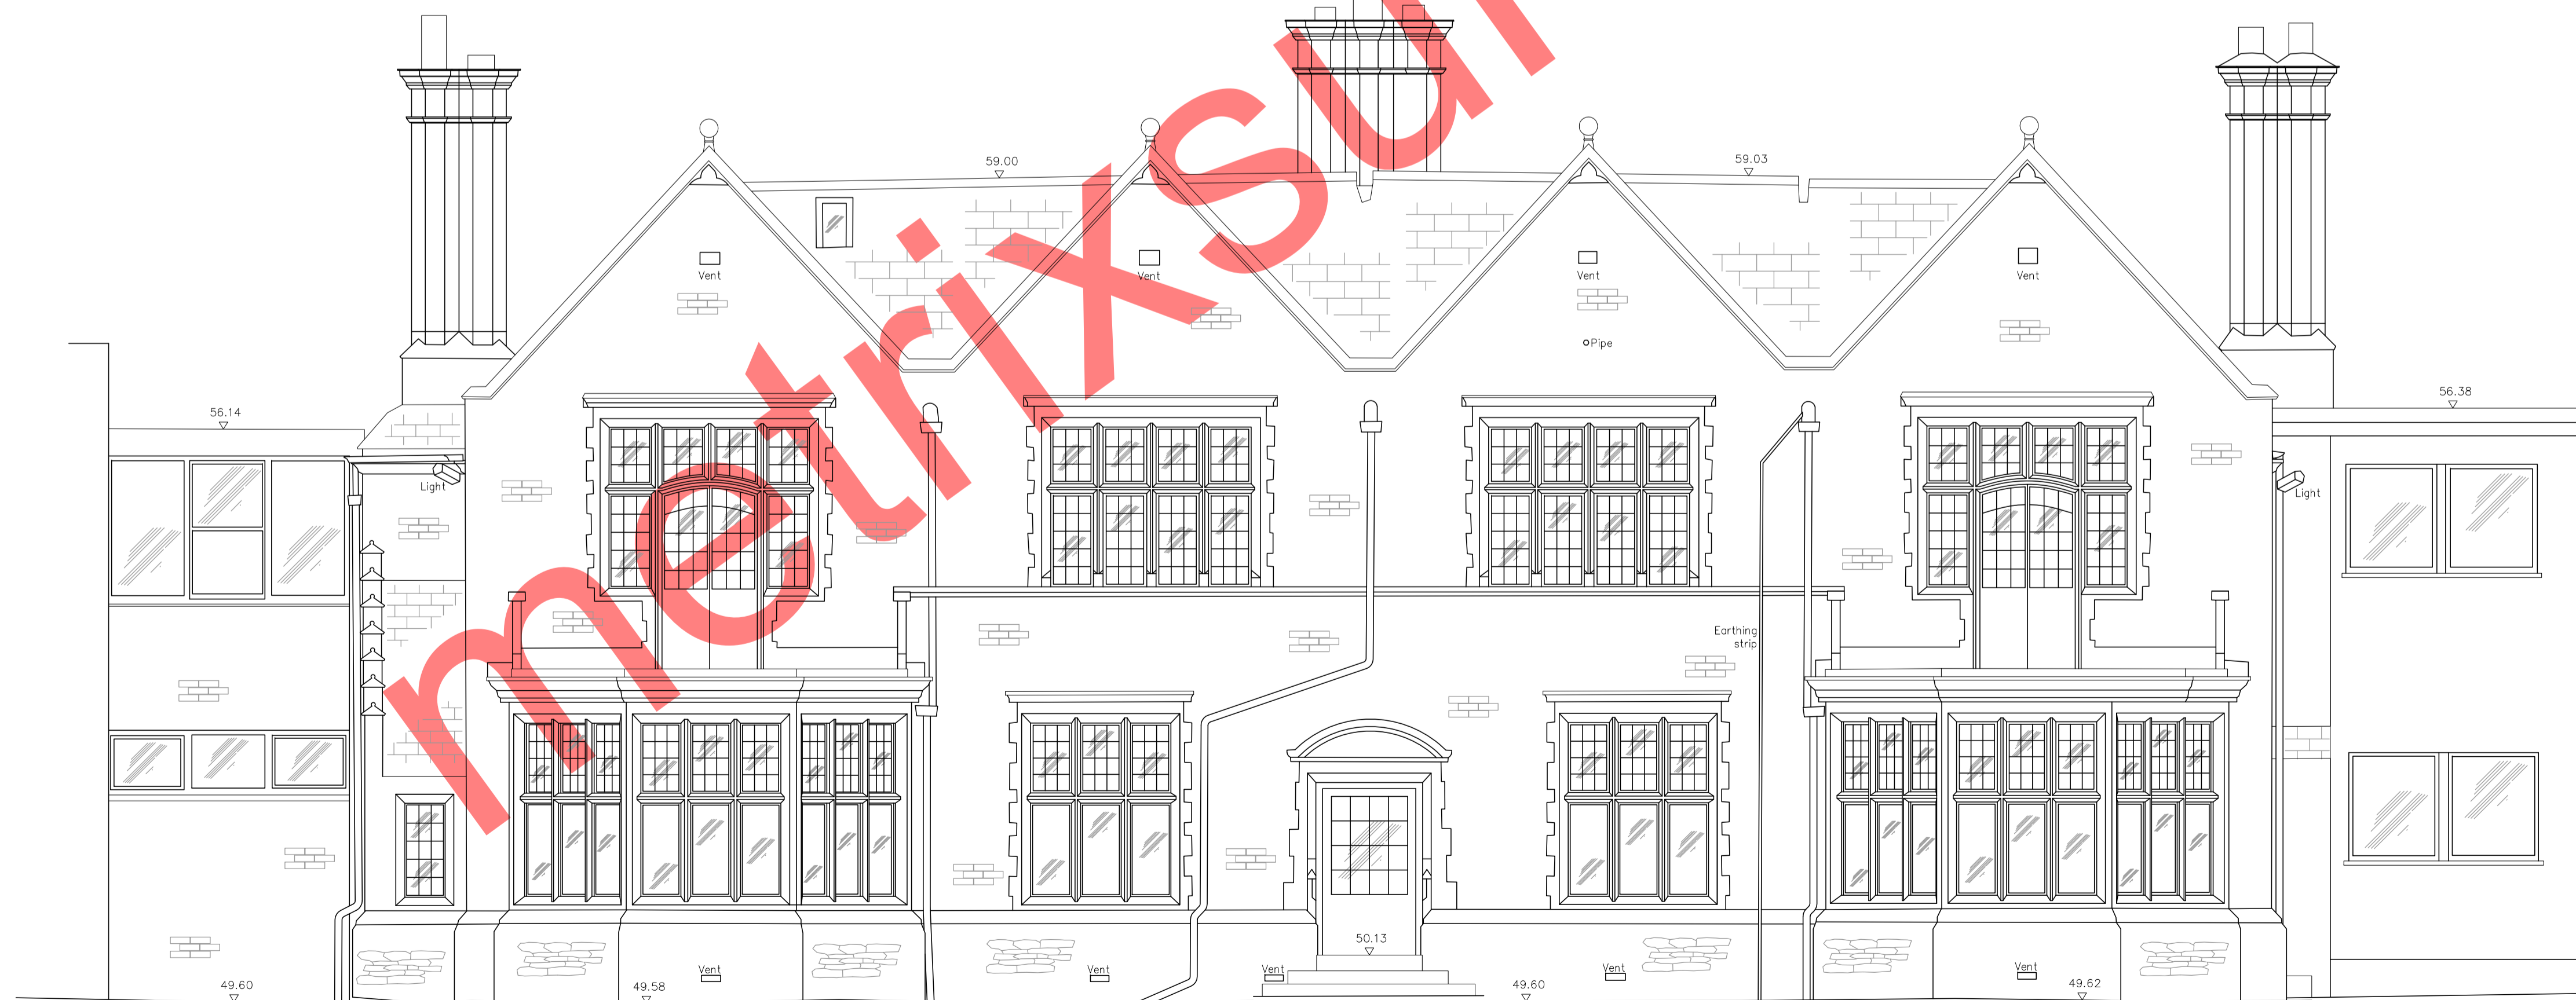 59.00
59.03
Vent
Vent
Vent
Vent
Pipe
56.14
56.38
Light
Light
Earthing
strip
metrixsur
50.13
Vent
Vent
Vent
Vent
Vent
49.60
49.58
49.60
49.62